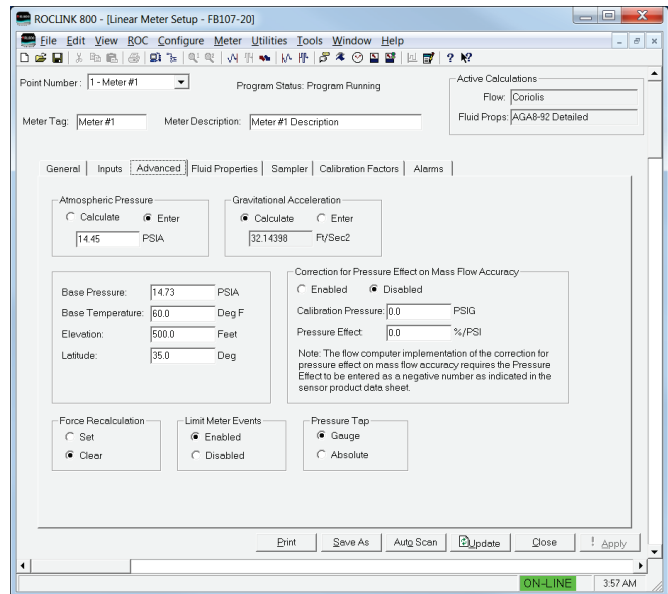 ROCLINK 800 - [Linear Meter Setup - FB107-20]
File Edit View ROC Configure Meter Utilities Tools Window Help
Point Number : 1 - Meter #1
Program Status: Program Running
Active Calculations
Flow: Coriolis
Fluid Props: AGA8-92 Detailed
Meter Tag: Meter #1
Meter Description: Meter #1 Description
General Inputs Advanced Fluid Properties Sampler Calibration Factors Alarms
Atmospheric Pressure
Calculate Enter
14.45 PSIA
Gravitational Acceleration
Calculate Enter
32.14398 Ft/Sec2
Base Pressure: 14.73 PSIA
Base Temperature: 60.0 Deg F
Elevation: 500.0 Feet
Latitude: 35.0 Deg
Correction for Pressure Effect on Mass Flow Accuracy
Enabled Disabled
Calibration Pressure: 0.0 PSIG
Pressure Effect: 0.0 %/PSI
Note: The flow computer implementation of the correction for
pressure effect on mass flow accuracy requires the Pressure
Effect to be entered as a negative number as indicated in the
sensor product data sheet.
Force Recalculation
Set
Clear
Limit Meter Events
Enabled
Disabled
Pressure Tap
Gauge
Absolute
Print Save As Auto Scan Update Close ! Apply
ON-LINE 3:57 AM